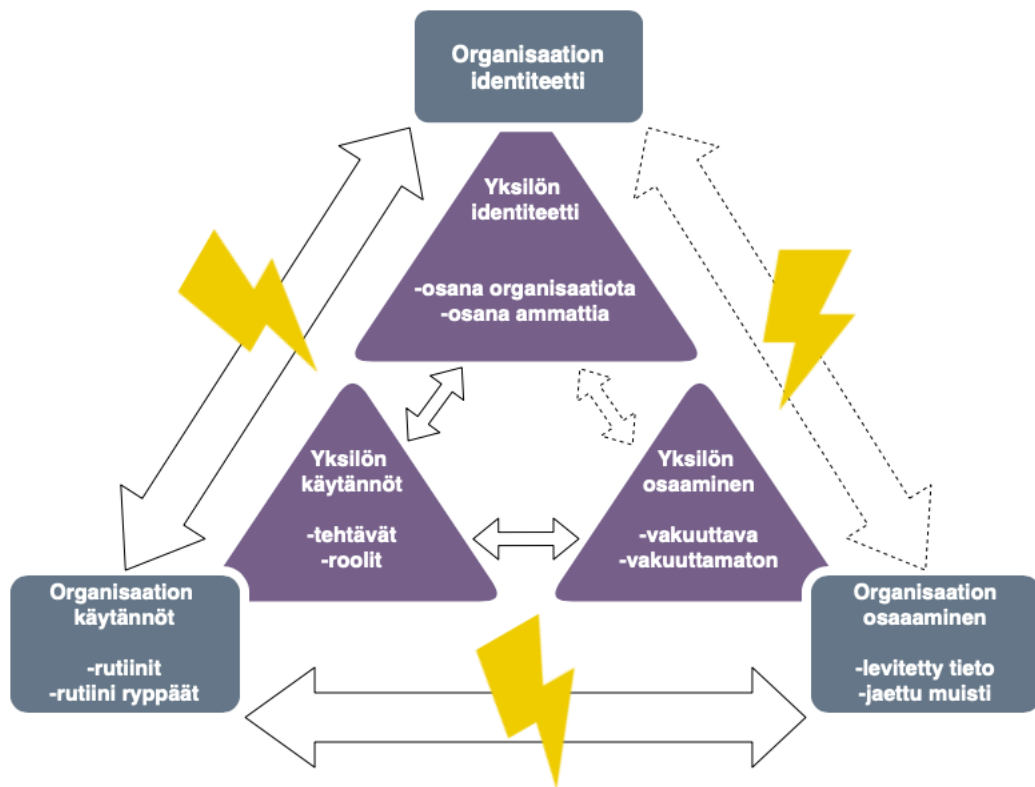 Organisaation
identiteetti
Yksilön
identiteetti
-osana organisaatiota
-osana ammattia
Yksilön
käytännöt
-tehtävät
-roolit
Yksilön
osaaminen
-vakuuttava
-vakuuttamaton
Organisaation
käytännöt
-rutiinit
-rutiini ryppäät
Organisaation
osaaaminen
-levitetty tieto
-jaettu muisti